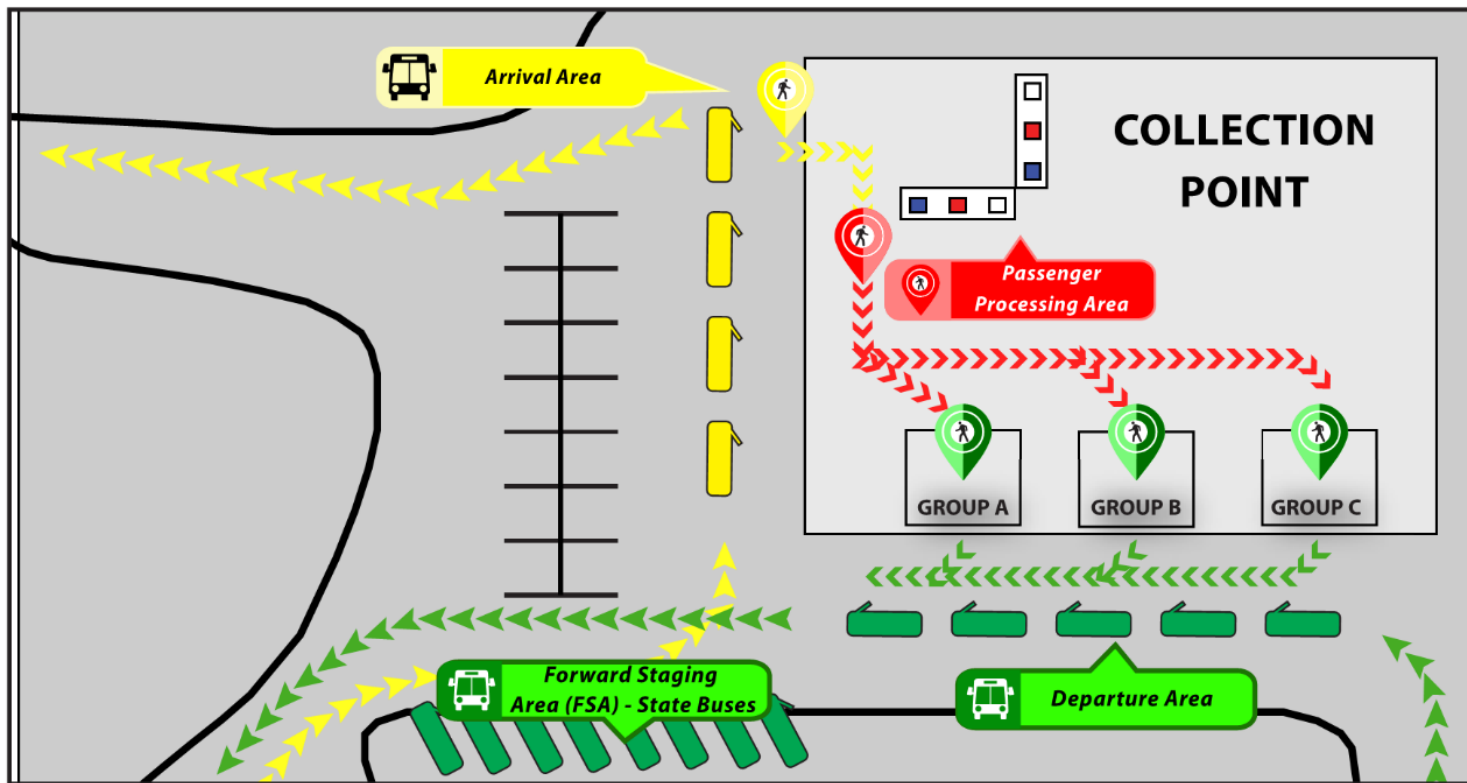 Arrival Area
COLLECTION
POINT
Passenger
Processing Area
GROUP A
GROUP B
GROUP C
Forward Staging
Area (FSA) - State Buses
Departure Area